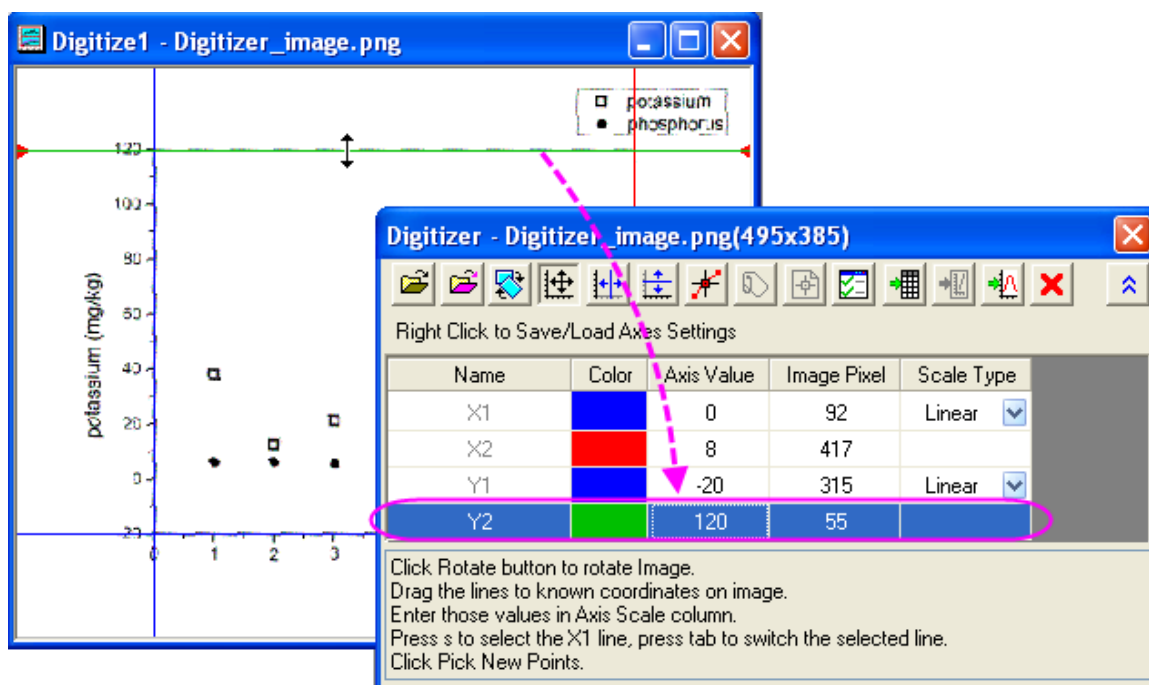 Digitize1 - Digitizer_image.png
potassium
phosphorus
120
100
80
60
40
20
0
-20
potassium (mg/kg)
0 1 2 3
Digitizer - Digitizer_image.png(495x385)
Right Click to Save/Load Axes Settings
Name Color Axis Value Image Pixel Scale Type
X1 0 92 Linear
X2 8 417
Y1 -20 315 Linear
Y2 120 55
Click Rotate button to rotate Image.
Drag the lines to known coordinates on image.
Enter those values in Axis Scale column.
Press s to select the X1 line, press tab to switch the selected line.
Click Pick New Points.